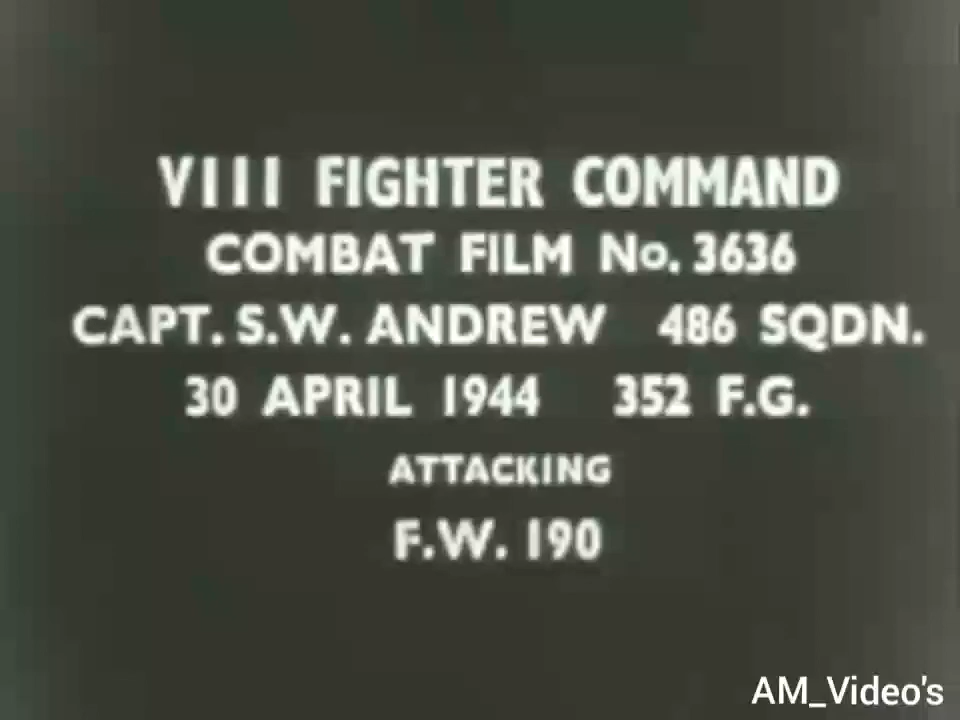 VIII FIGHTER COMMAND
COMBAT FILM No. 3636
CAPT. S.W. ANDREW 486 SQDN.
30 APRIL 1944 352 F.G.
ATTACKING
F.W. 190
AM_Video's